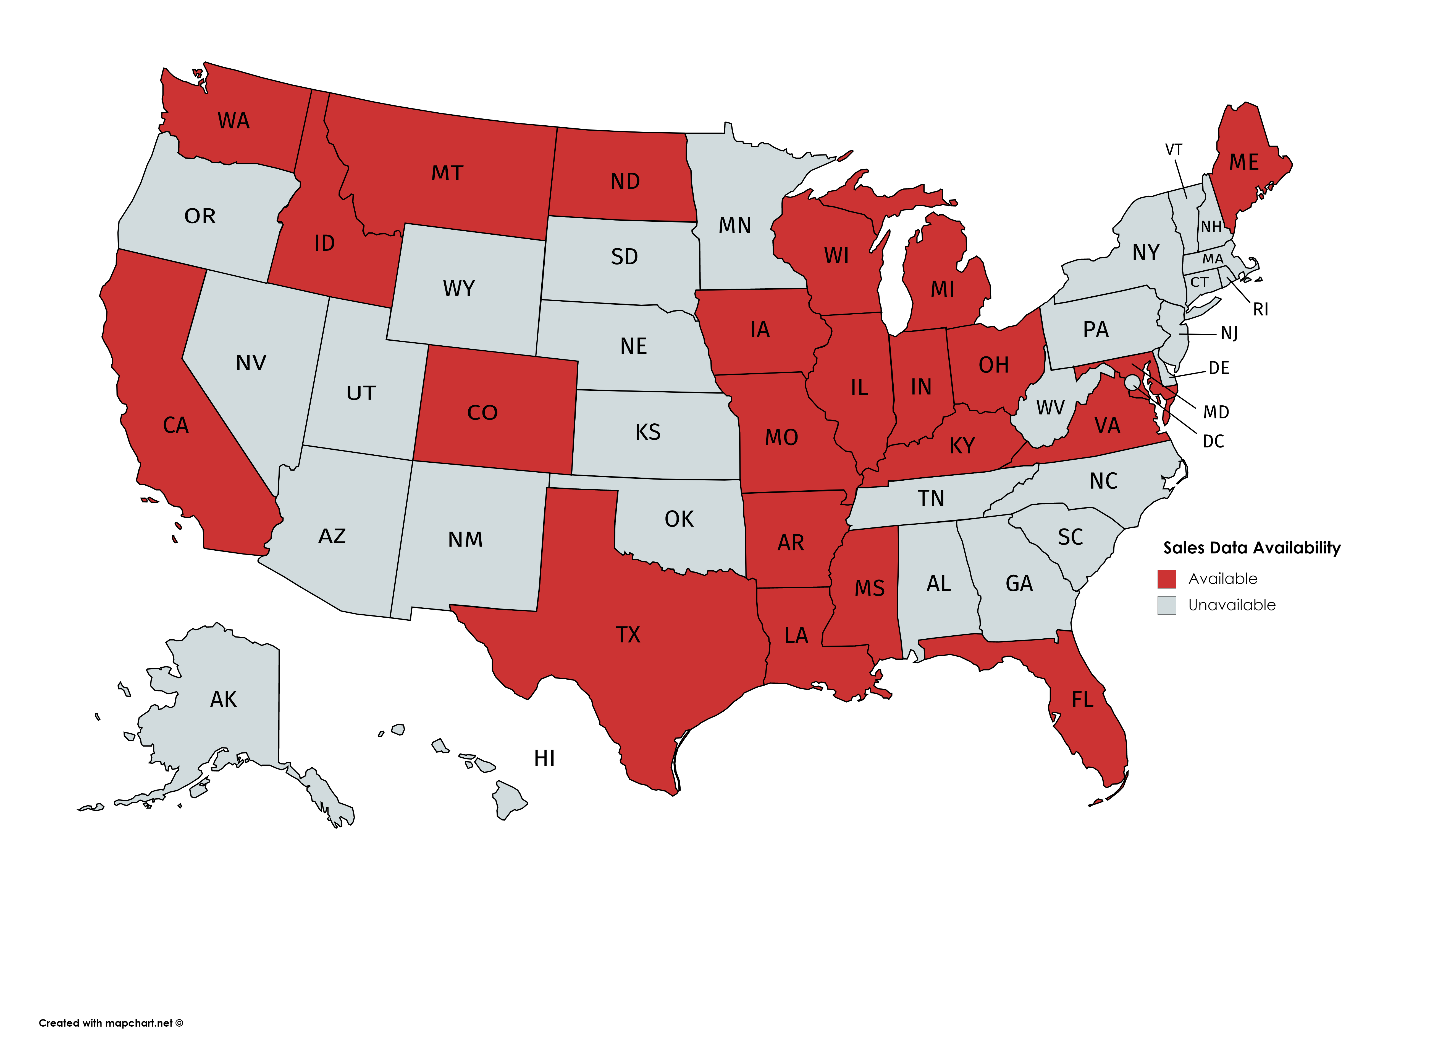 WA
MT
ND
MN
OR
ID
SD
WY
WI
MI
VT
ME
NH
NY
MA
CT
RI
NV
UT
CO
NE
IA
IL
IN
OH
PA
NJ
DE
CA
KS
MO
KY
WV
VA
MD
DC
AZ
NM
OK
AR
TN
NC
SC
TX
LA
MS
AL
GA
FL
AK
HI
Sales Data Availability
Available
Unavailable
Created with mapchart.net ©